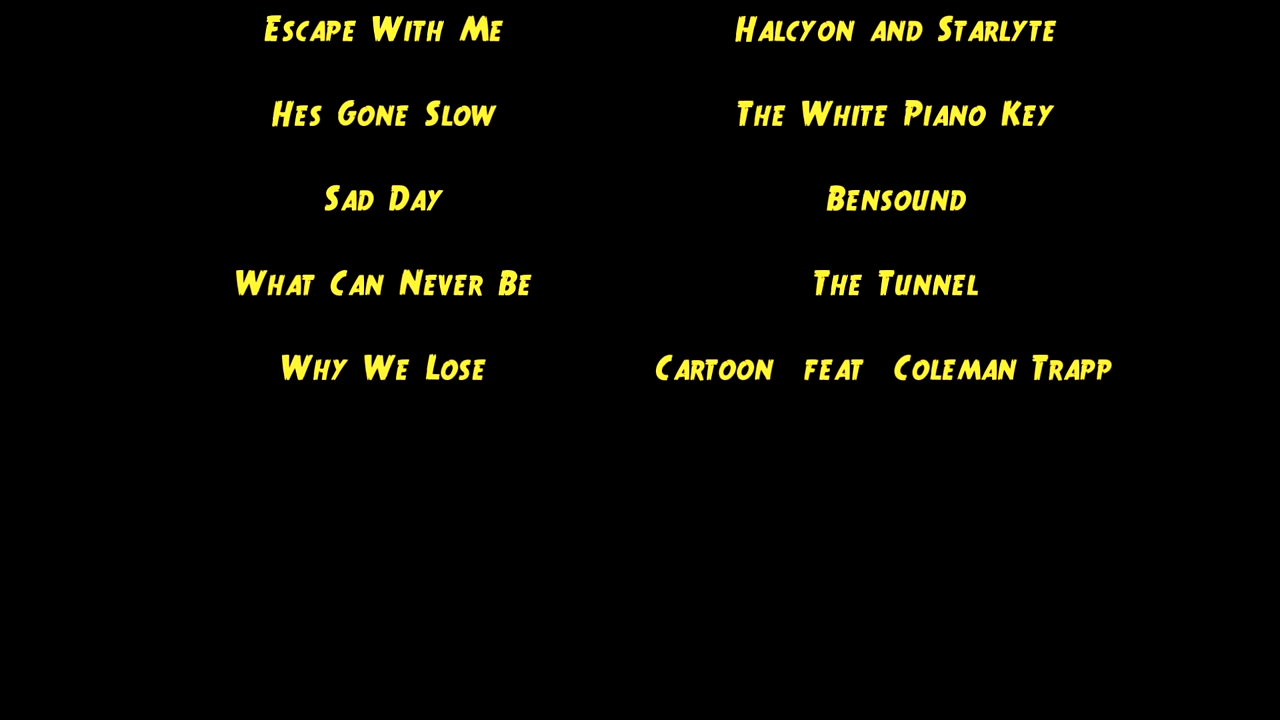 Escape With Me Halcyon and Starlyte
Hes Gone Slow The White Piano Key
Sad Day Bensound
What Can Never Be The Tunnel
Why We Lose Cartoon feat Coleman Trapp